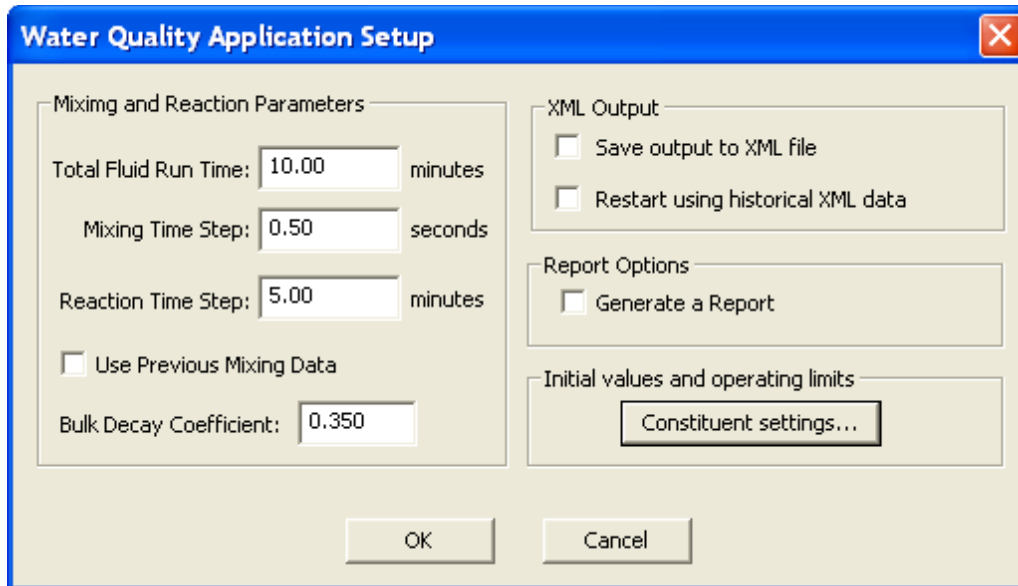 Water Quality Application Setup
Miximg and Reaction Parameters
Total Fluid Run Time: 10.00 minutes
Mixing Time Step: 0.50 seconds
Reaction Time Step: 5.00 minutes
Use Previous Mixing Data
Bulk Decay Coefficient: 0.350
XML Output
Save output to XML file
Restart using historical XML data
Report Options
Generate a Report
Initial values and operating limits
Constituent settings...
OK
Cancel